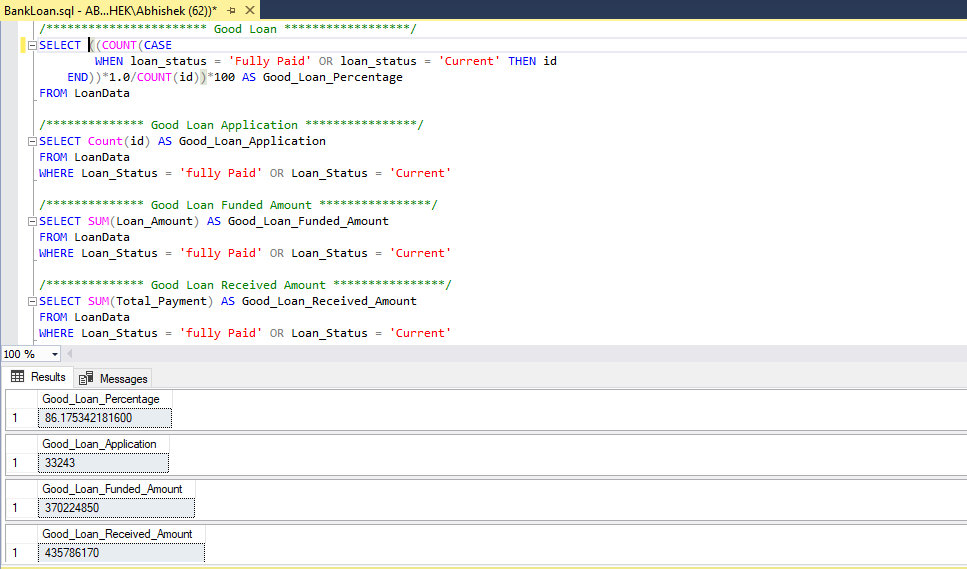 BankLoan.sql - AB...HEK\Abhishek (62))*
/*********************** Good Loan ******************/
SELECT ((COUNT(CASE
WHEN loan_status = 'Fully Paid' OR loan_status = 'Current' THEN id
END))*1.0/COUNT(id))*100 AS Good_Loan_Percentage
FROM LoanData
/************** Good Loan Application ****************/
SELECT Count(id) AS Good_Loan_Application
FROM LoanData
WHERE Loan_Status = 'fully Paid' OR Loan_Status = 'Current'
/************** Good Loan Funded Amount ****************/
SELECT SUM(Loan_Amount) AS Good_Loan_Funded_Amount
FROM LoanData
WHERE Loan_Status = 'fully Paid' OR Loan_Status = 'Current'
/************** Good Loan Received Amount ****************/
SELECT SUM(Total_Payment) AS Good_Loan_Received_Amount
FROM LoanData
WHERE Loan_Status = 'fully Paid' OR Loan_Status = 'Current'
100 %
Results Messages
Good_Loan_Percentage
1 86.175342181600
Good_Loan_Application
1 33243
Good_Loan_Funded_Amount
1 370224850
Good_Loan_Received_Amount
1 435786170